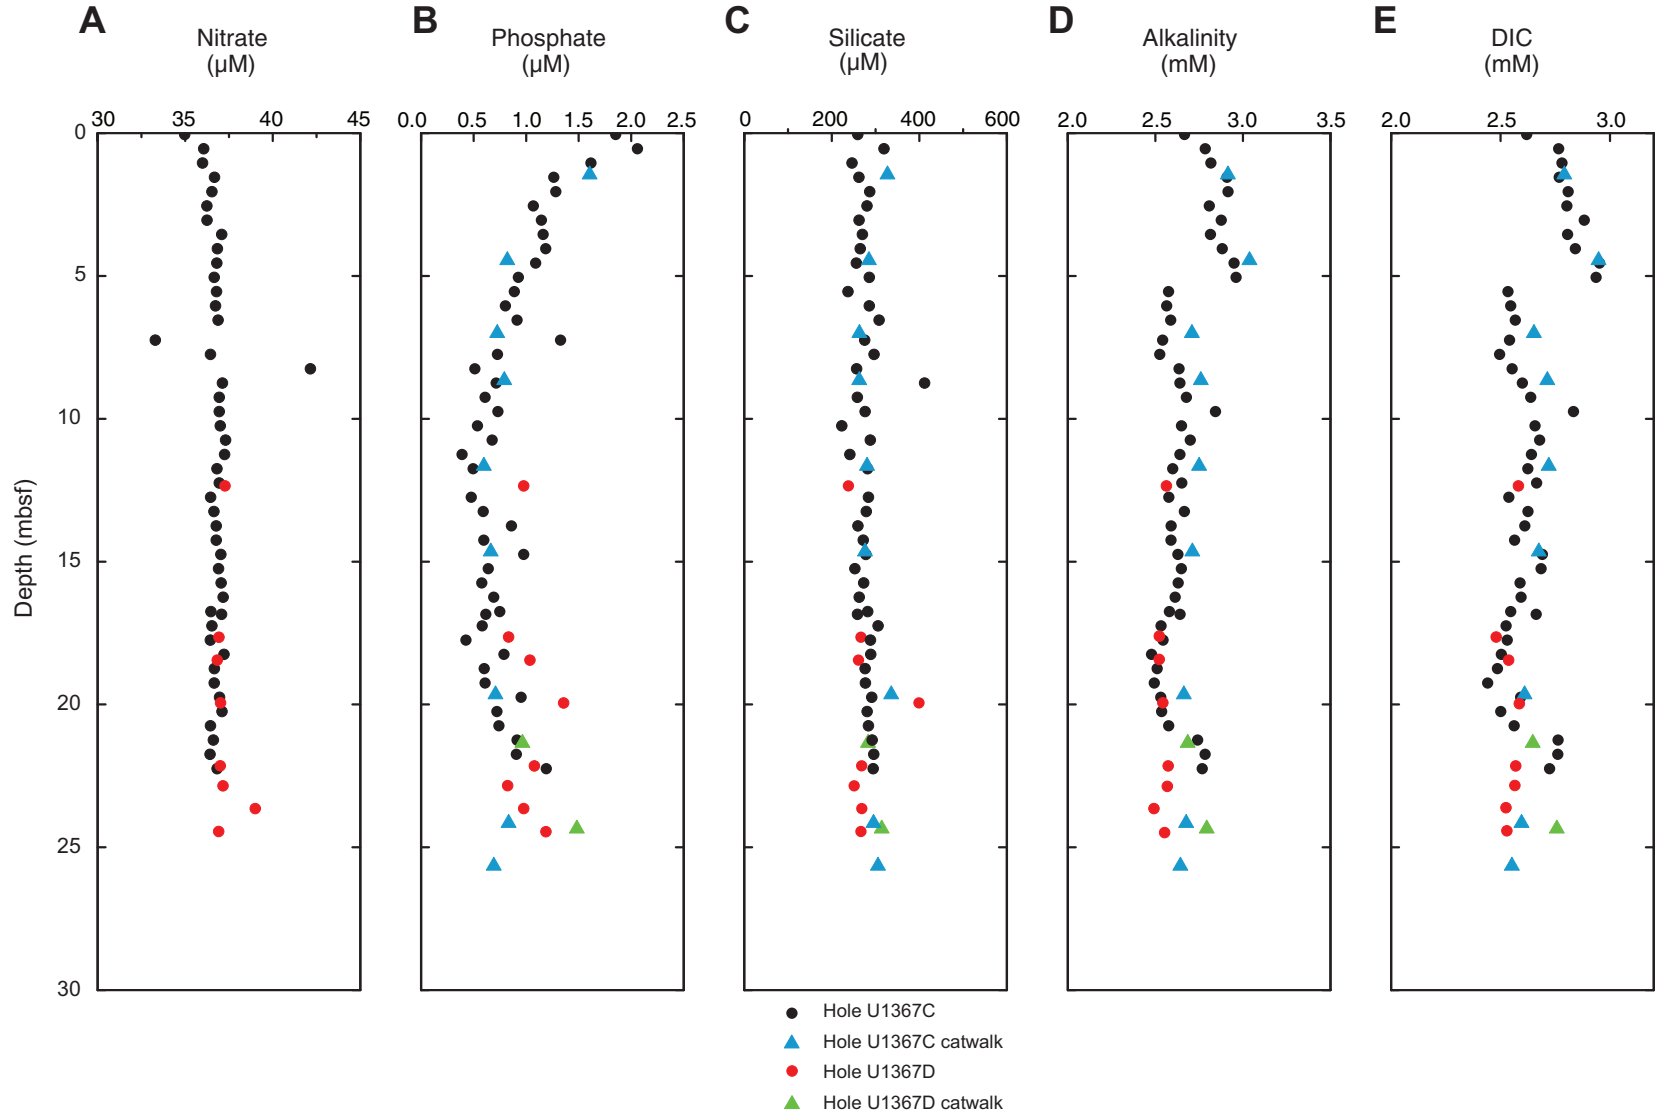 A
Nitrate
(µM)
B
Phosphate
(µM)
C
Silicate
(µM)
D
Alkalinity
(mM)
E
DIC
(mM)
30 35 40 45
0.0 0.5 1.0 1.5 2.0 2.5
0 200 400 600
2.0 2.5 3.0 3.5
2.0 2.5 3.0
0
5
10
15
20
25
30
Depth (mbsf)
Hole U1367C
Hole U1367C catwalk
Hole U1367D
Hole U1367D catwalk